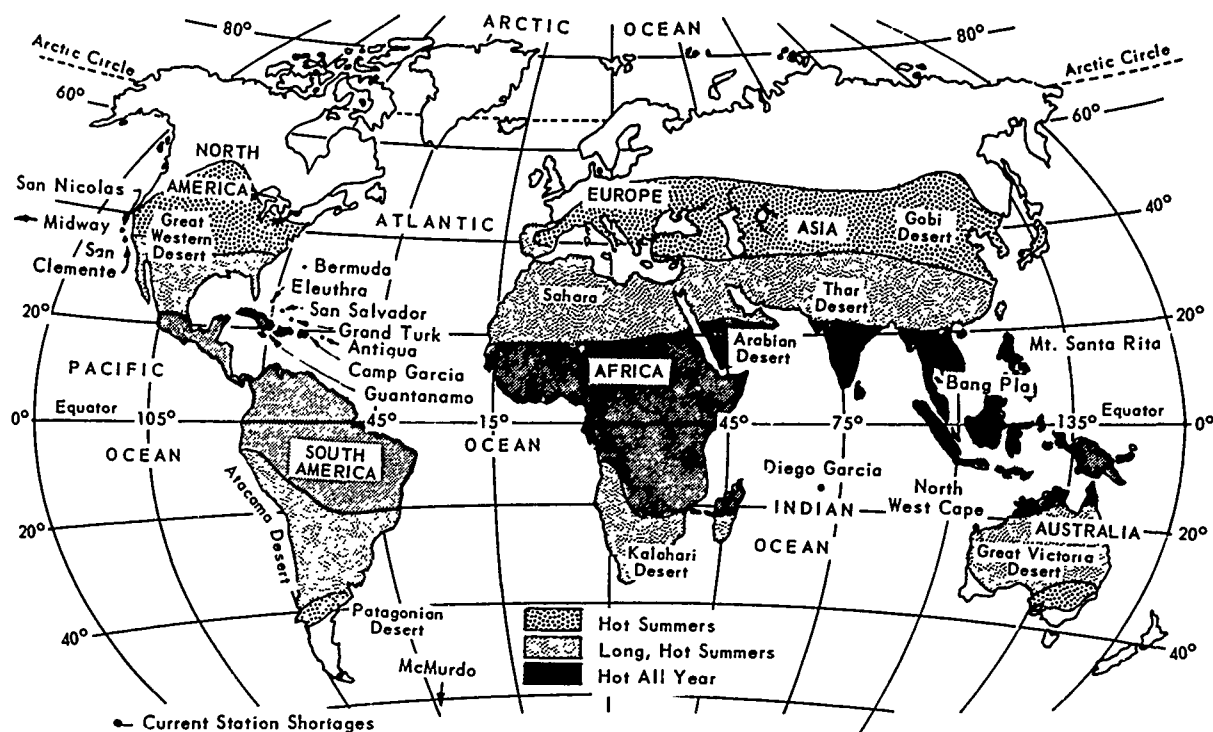 ARCTIC OCEAN
80°
80°
Arctic Circle
Arctic Circle
60°
60°
NORTH
AMERICA
EUROPE
ASIA
Gobi
Desert
San Nicolas
Midway
San
Clemente
Great
Western
Desert
ATLANTIC
40°
Bermuda
Eleuthra
San Salvador
Grand Turk
Antigua
Camp Garcia
Guantanamo
Sahara
Thar
Desert
Arabian
Desert
20°
20°
Mt. Santa Rita
Bang Pla
PACIFIC
AFRICA
0°
Equator
105°
45°
15°
45°
75°
135°
Equator
0°
OCEAN
OCEAN
SOUTH
AMERICA
Diego Garcia
INDIAN
OCEAN
North
West Cape
AUSTRALIA
Great Victoria
Desert
Atacama Desert
20°
20°
Kalahari
Desert
Patagonian
Desert
40°
40°
McMurdo
Hot Summers
Long, Hot Summers
Hot All Year
Current Station Shortages